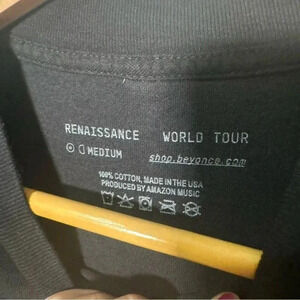 RENAISSANCE WORLD TOUR
MEDIUM shop.beyonce.com
100% COTTON, MADE IN THE USA
PRODUCED BY AMAZON MUSIC